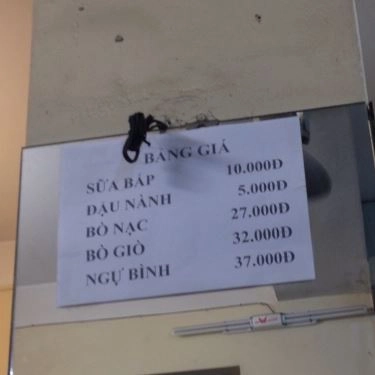 BẢNG GIÁ
SỮA BẮP 10.000Đ
ĐẬU NÀNH 5.000Đ
BÒ NẠC 27.000Đ
BÒ GIÒ 32.000Đ
NGỰ BÌNH 37.000Đ